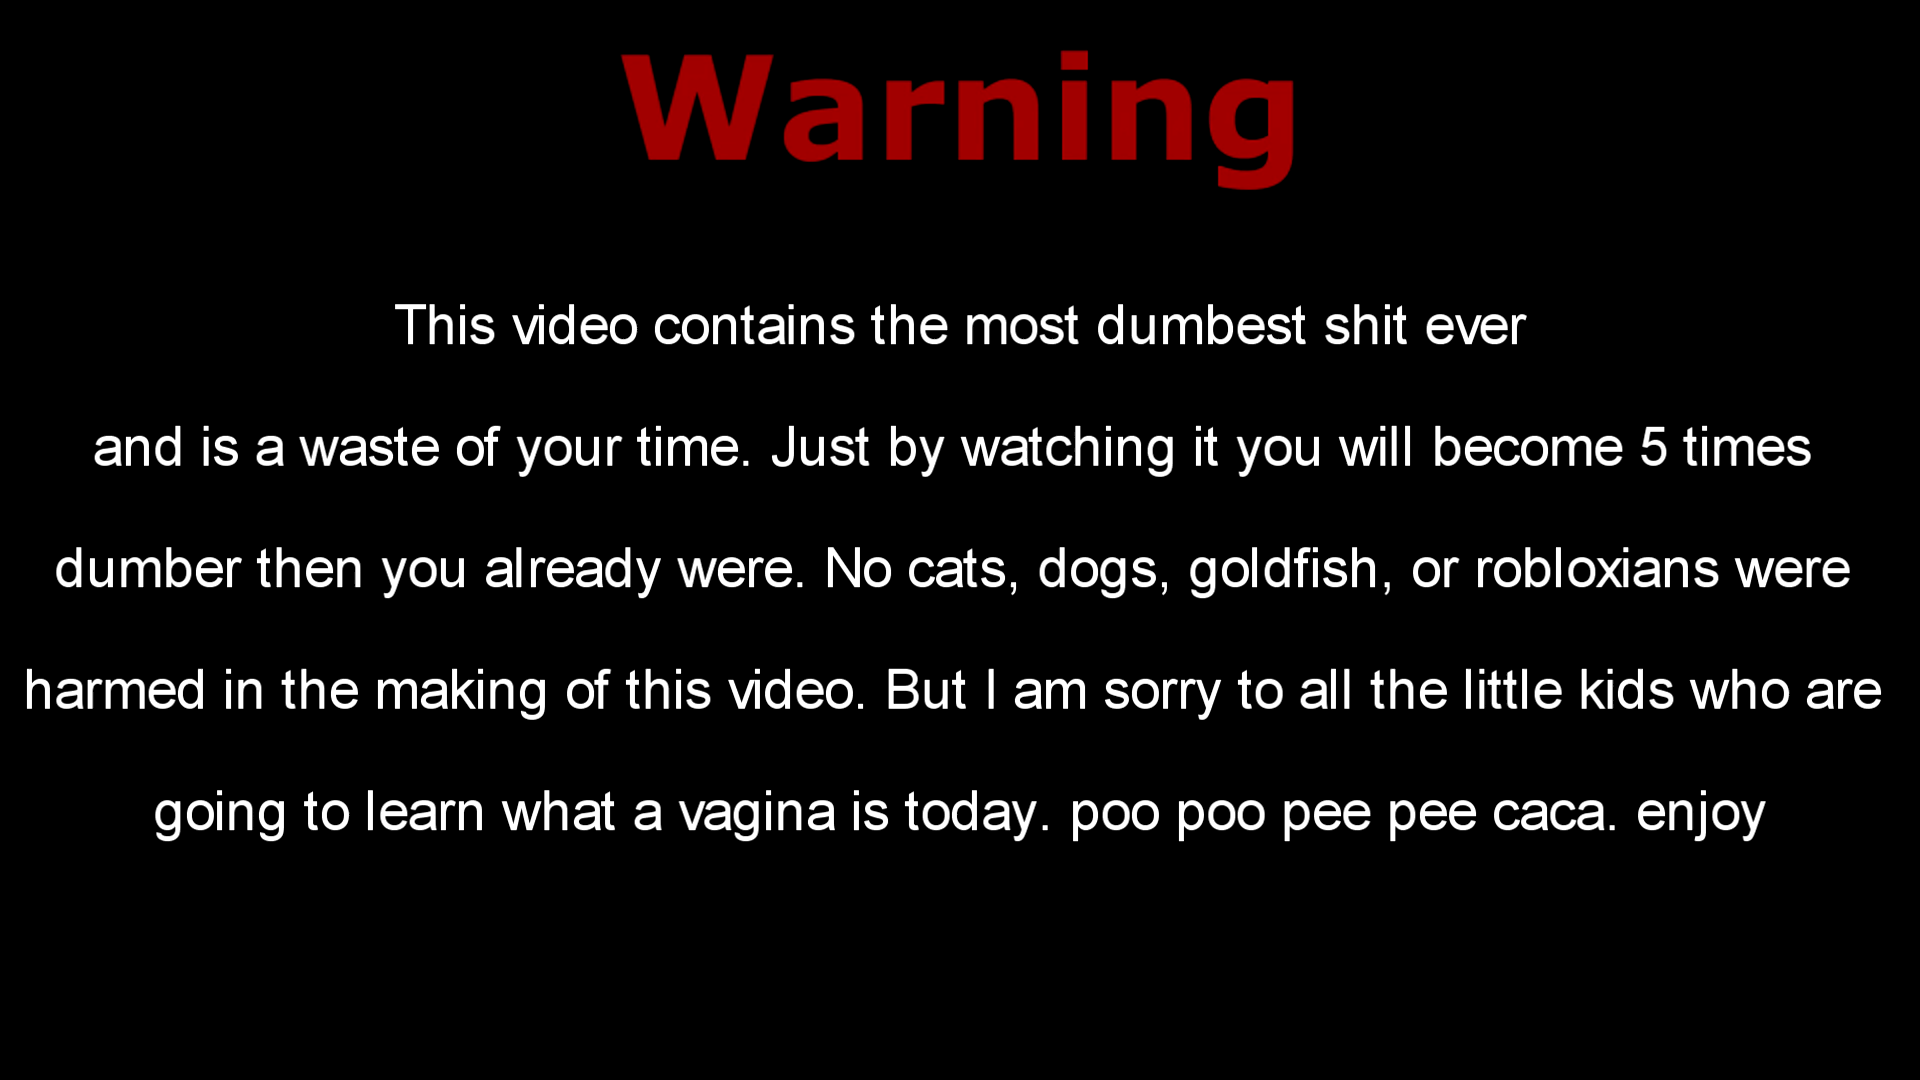 Warning
This video contains the most dumbest shit ever
and is a waste of your time. Just by watching it you will become 5 times
dumber then you already were. No cats, dogs, goldfish, or robloxians were
harmed in the making of this video. But I am sorry to all the little kids who are
going to learn what a vagina is today. poo poo pee pee caca. enjoy